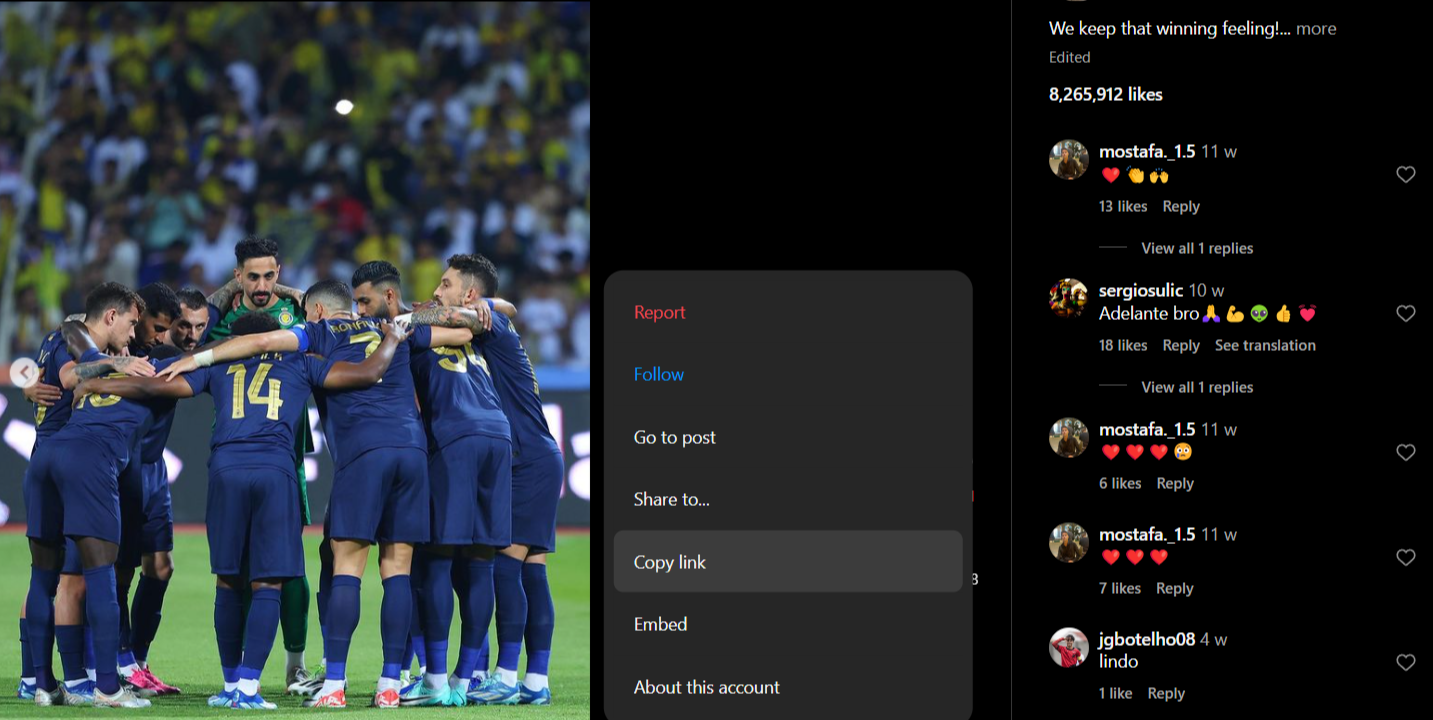 14
RONALDO
7
Report
Follow
Go to post
Share to...
Copy link
Embed
About this account
We keep that winning feeling!... more
Edited
8,265,912 likes
mostafa._1.5 11 w
❤️👏🙌
13 likes Reply
View all 1 replies
sergiosulic 10 w
Adelante bro🙏💪👽👍💓
18 likes Reply See translation
View all 1 replies
mostafa._1.5 11 w
❤️❤️❤️😢
6 likes Reply
mostafa._1.5 11 w
❤️❤️❤️
7 likes Reply
jgbotelho08 4 w
lindo
1 like Reply